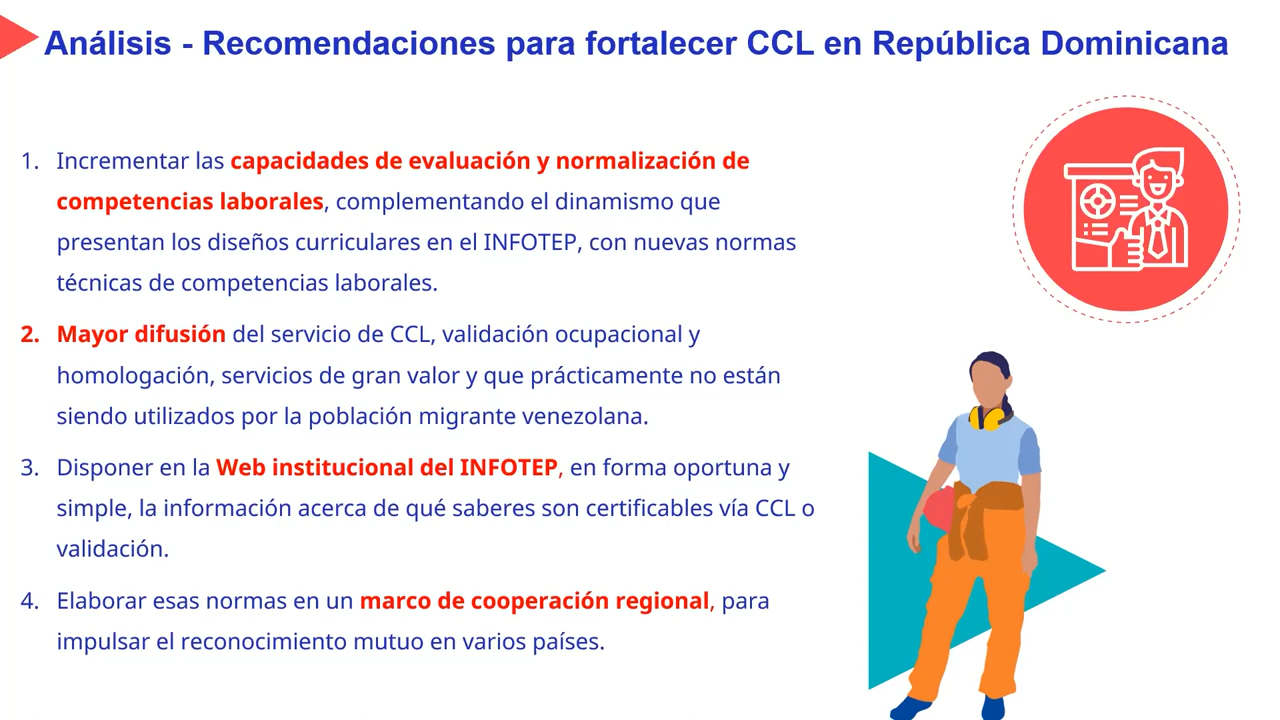 Análisis - Recomendaciones para fortalecer CCL en República Dominicana
1. Incrementar las capacidades de evaluación y normalización de
competencias laborales, complementando el dinamismo que
presentan los diseños curriculares en el INFOTEP, con nuevas normas
técnicas de competencias laborales.
2. Mayor difusión del servicio de CCL, validación ocupacional y
homologación, servicios de gran valor y que prácticamente no están
siendo utilizados por la población migrante venezolana.
3. Disponer en la Web institucional del INFOTEP, en forma oportuna y
simple, la información acerca de qué saberes son certificables vía CCL o
validación.
4. Elaborar esas normas en un marco de cooperación regional, para
impulsar el reconocimiento mutuo en varios países.